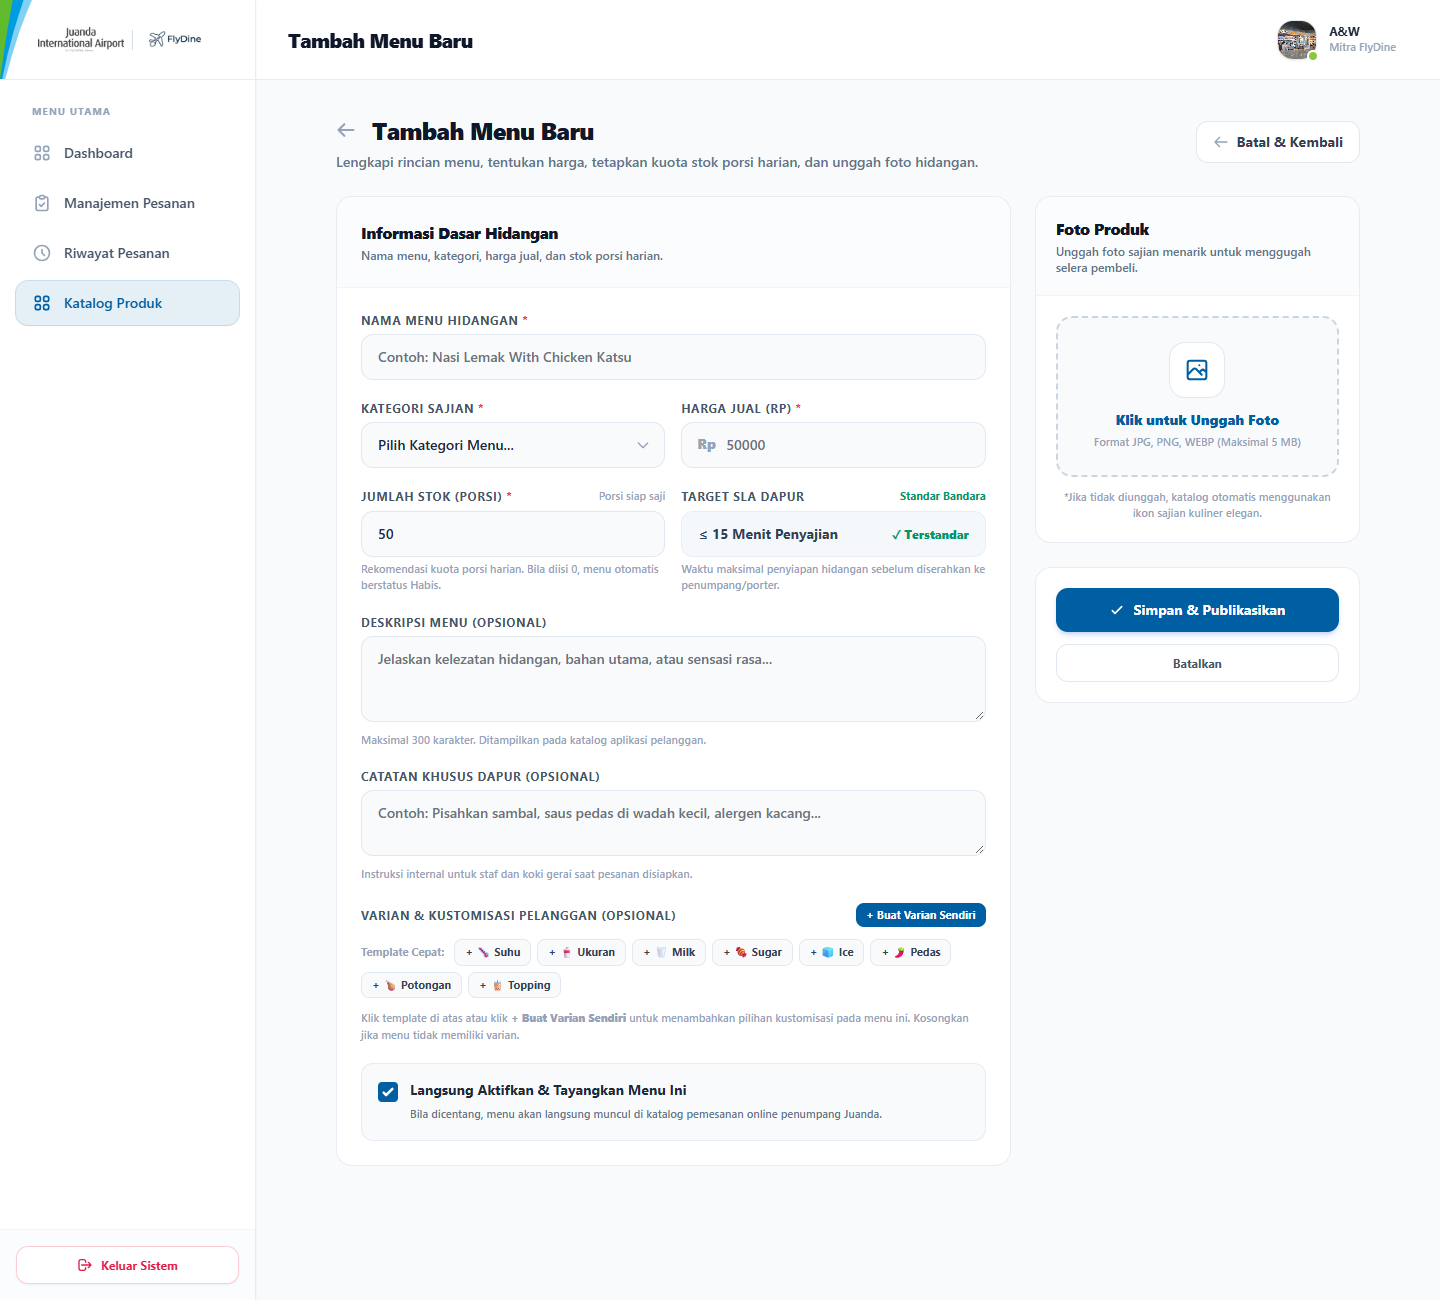 Juanda
International Airport
FlyDine
Tambah Menu Baru
A&W
Mitra FlyDine
MENU UTAMA
Dashboard
Manajemen Pesanan
Riwayat Pesanan
Katalog Produk
Keluar Sistem
Tambah Menu Baru
Lengkapi rincian menu, tentukan harga, tetapkan kuota stok porsi harian, dan unggah foto hidangan.
Batal & Kembali
Informasi Dasar Hidangan
Nama menu, kategori, harga jual, dan stok porsi harian.
NAMA MENU HIDANGAN *
Contoh: Nasi Lemak With Chicken Katsu
KATEGORI SAJIAN *
Pilih Kategori Menu...
HARGA JUAL (RP) *
Rp 50000
JUMLAH STOK (PORSI) *
Porsi siap saji
50
Rekomendasi kuota porsi harian. Bila diisi 0, menu otomatis
berstatus Habis.
TARGET SLA DAPUR
Standar Bandara
≤ 15 Menit Penyajian
✓ Terstandar
Waktu maksimal penyiapan hidangan sebelum diserahkan ke
penumpang/porter.
DESKRIPSI MENU (OPSIONAL)
Jelaskan kelezatan hidangan, bahan utama, atau sensasi rasa...
Maksimal 300 karakter. Ditampilkan pada katalog aplikasi pelanggan.
CATATAN KHUSUS DAPUR (OPSIONAL)
Contoh: Pisahkan sambal, saus pedas di wadah kecil, alergen kacang...
Instruksi internal untuk staf dan koki gerai saat pesanan disiapkan.
VARIAN & KUSTOMISASI PELANGGAN (OPSIONAL)
+ Buat Varian Sendiri
Template Cepat:
+ Suhu
+ Ukuran
+ Milk
+ Sugar
+ Ice
+ Pedas
+ Potongan
+ Topping
Klik template di atas atau klik + Buat Varian Sendiri untuk menambahkan pilihan kustomisasi pada menu ini. Kosongkan
jika menu tidak memiliki varian.
Langsung Aktifkan & Tayangkan Menu Ini
Bila dicentang, menu akan langsung muncul di katalog pemesanan online penumpang Juanda.
Foto Produk
Unggah foto sajian menarik untuk menggugah
selera pembeli.
Klik untuk Unggah Foto
Format JPG, PNG, WEBP (Maksimal 5 MB)
*Jika tidak diunggah, katalog otomatis menggunakan
ikon sajian kuliner elegan.
Simpan & Publikasikan
Batalkan